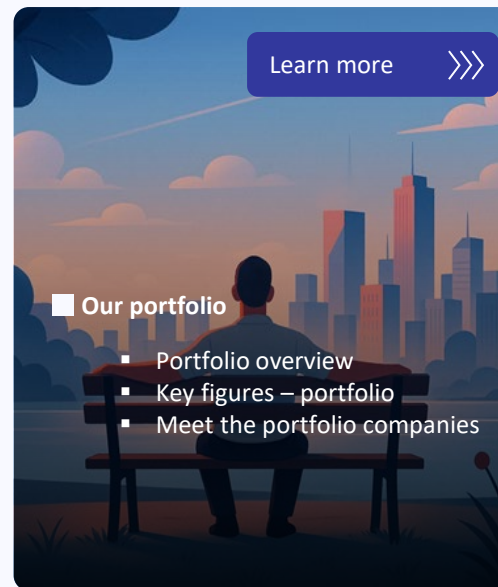 Learn more
Our portfolio
Portfolio overview
Key figures – portfolio
Meet the portfolio companies